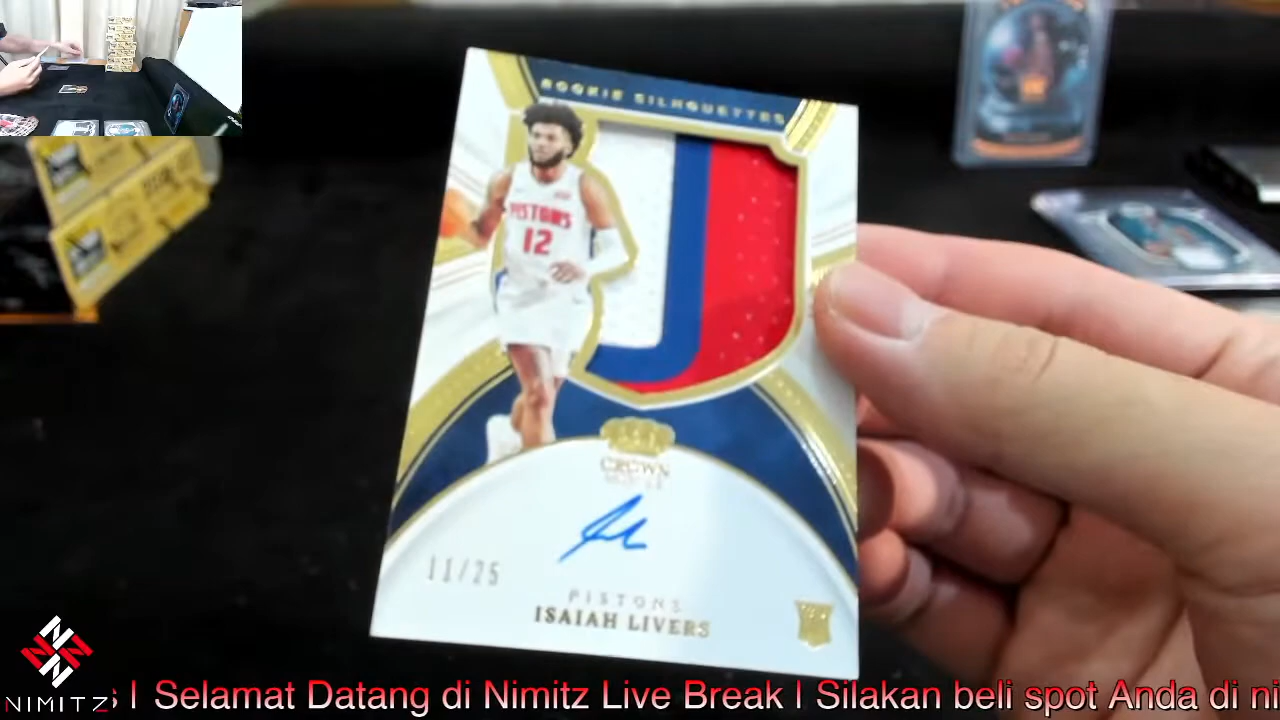 ROOKIE SILHOUETTES
PISTONS
12
CROWN
11/25
PISTONS
ISAIAH LIVERS
NIMITZ
| Selamat Datang di Nimitz Live Break | Silakan beli spot Anda di ni